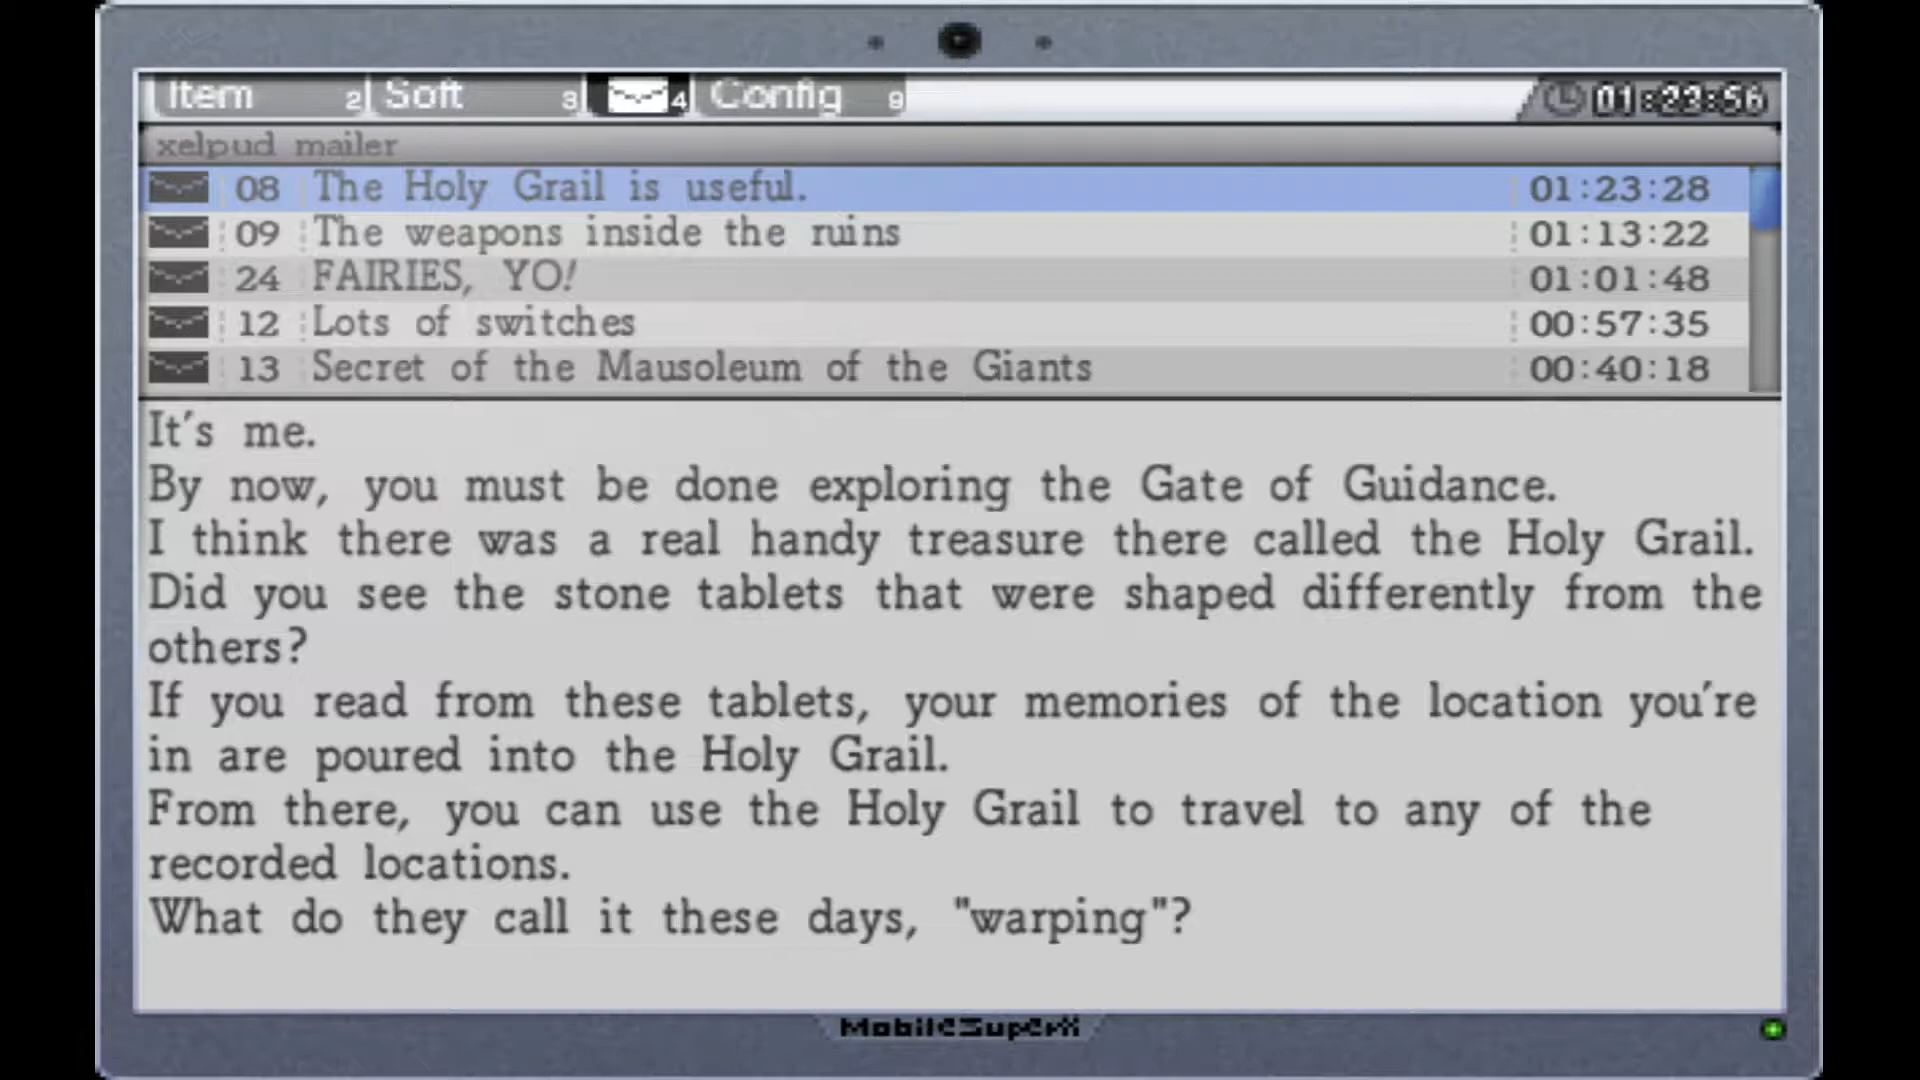 Item 2 Soft 3 4 Config 9 01:23:56
xelpud mailer
08 The Holy Grail is useful. 01:23:28
09 The weapons inside the ruins 01:13:22
24 FAIRIES, YO! 01:01:48
12 Lots of switches 00:57:35
13 Secret of the Mausoleum of the Giants 00:40:18
It's me.
By now, you must be done exploring the Gate of Guidance.
I think there was a real handy treasure there called the Holy Grail.
Did you see the stone tablets that were shaped differently from the
others?
If you read from these tablets, your memories of the location you're
in are poured into the Holy Grail.
From there, you can use the Holy Grail to travel to any of the
recorded locations.
What do they call it these days, "warping"?